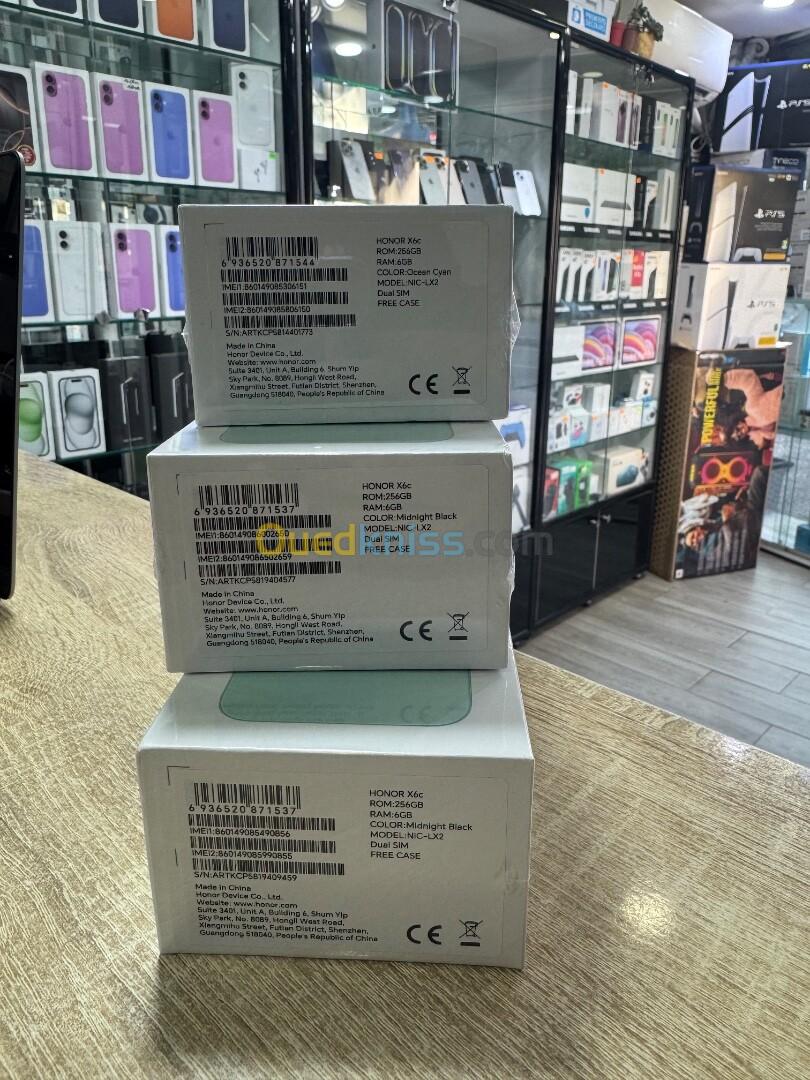 6 936520 871544
IMEI1:860149085306151
IMEI2:860149085806150
S/N:ARTKCP5814401773
HONOR X6c
ROM:256GB
RAM:6GB
COLOR:Ocean Cyan
MODEL:NIC-LX2
Dual SIM
FREE CASE
Made in China
Honor Device Co., Ltd.
Website: www.honor.com
Suite 3401, Unit A, Building 6, Shum Yip
Sky Park, No. 8089, Hongli West Road,
Xiangmihu Street, Futian District, Shenzhen,
Guangdong 518040, People's Republic of China
CE
6 936520 871537
IMEI1:860149086002650
IMEI2:860149086502659
S/N:ARTKCP5819404577
HONOR X6c
ROM:256GB
RAM:6GB
COLOR:Midnight Black
MODEL:NIC-LX2
Dual SIM
FREE CASE
Ouedkniss.com
Made in China
Honor Device Co., Ltd.
Website: www.honor.com
Suite 3401, Unit A, Building 6, Shum Yip
Sky Park, No. 8089, Hongli West Road,
Xiangmihu Street, Futian District, Shenzhen,
Guangdong 518040, People's Republic of China
CE
6 936520 871537
IMEI1:860149085490856
IMEI2:860149085990855
S/N:ARTKCP5819409459
HONOR X6c
ROM:256GB
RAM:6GB
COLOR:Midnight Black
MODEL:NIC-LX2
Dual SIM
FREE CASE
Made in China
Honor Device Co., Ltd.
Website: www.honor.com
Suite 3401, Unit A, Building 6, Shum Yip
Sky Park, No. 8089, Hongli West Road,
Xiangmihu Street, Futian District, Shenzhen,
Guangdong 518040, People's Republic of China
CE
PS5
tineco
PS5
PS5
POWERFUL